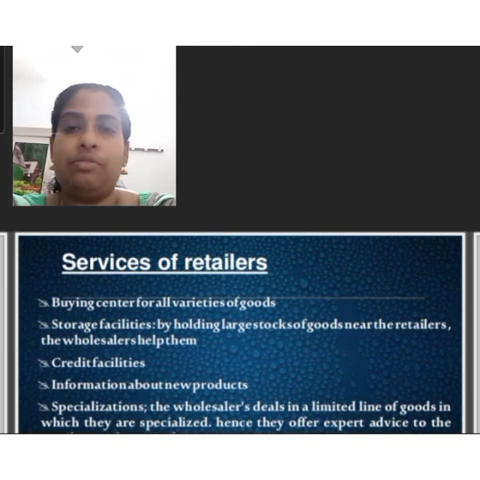 Services of retailers
Buying center for all varieties of goods
Storage facilities: by holding large stocks of goods near the retailers,
the wholesalers help them
Credit facilities
Information about new products
Specializations; the wholesaler's deals in a limited line of goods in
which they are specialized. hence they offer expert advice to the